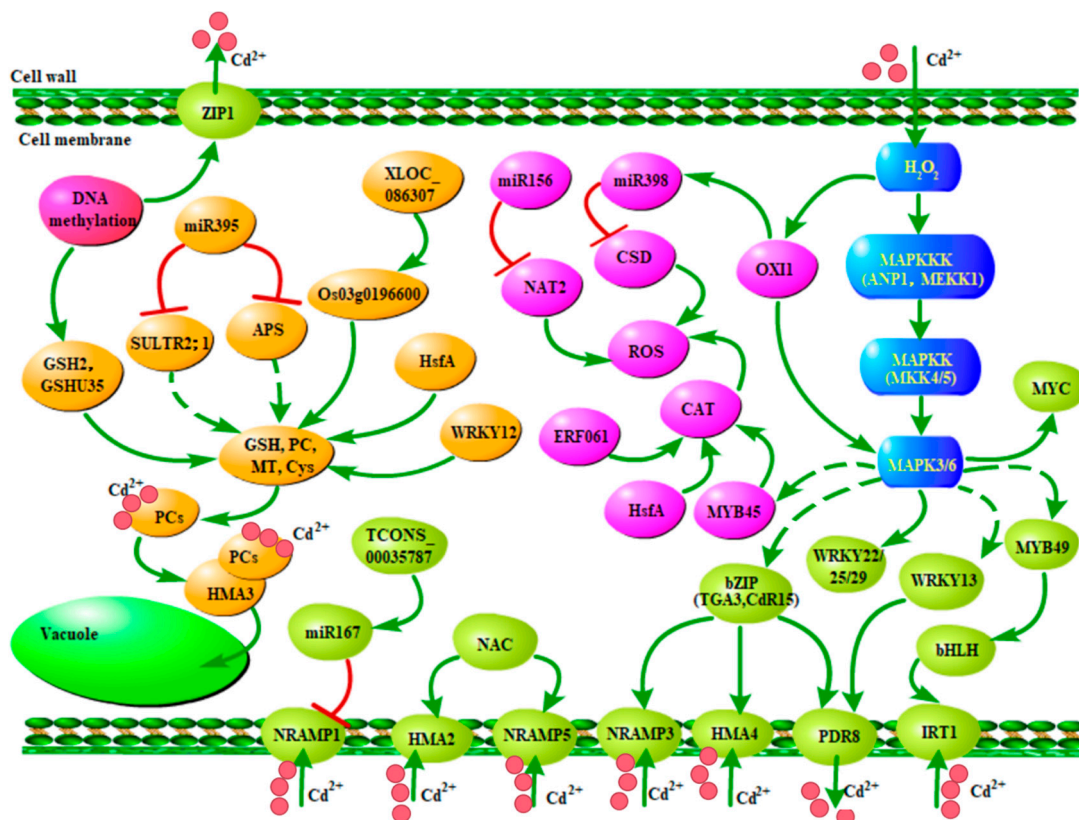 Cd2+
Cd2+
Cell wall
ZIP1
Cell membrane
XLOC_
086307
miR156
miR398
H2O2
DNA
methylation
miR395
CSD
OXI1
MAPKKK
(ANP1, MEKK1)
NAT2
Os03g0196600
SULTR2; 1
APS
ROS
MAPKK
(MKK4/5)
GSH2,
GSHU35
HsfA
MYC
CAT
WRKY12
ERF061
GSH, PC,
MT, Cys
MAPK3/6
Cd2+
PCs
HsfA
MYB45
Cd2+
PCs
TCONS_
00035787
MYB49
WRKY22/
25/29
WRKY13
bZIP
(TGA3,CdR15)
HMA3
Vacuole
miR167
NAC
bHLH
NRAMP1
HMA2
NRAMP5
NRAMP3
HMA4
PDR8
IRT1
Cd2+
Cd2+
Cd2+
Cd2+
Cd2+
Cd2+
Cd2+